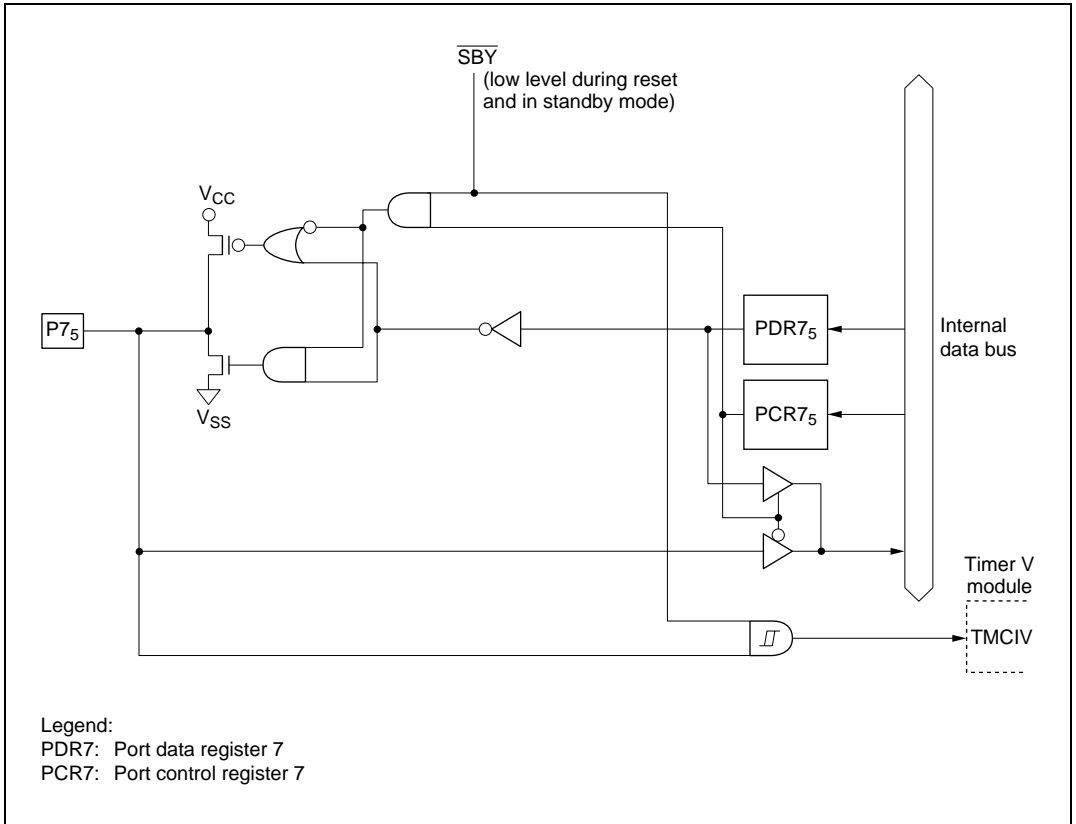 S̅B̅Y̅
(low level during reset
and in standby mode)
VCC
P75
VSS
PDR75
PCR75
Internal
data bus
Timer V
module
TMCIV
Legend:
PDR7: Port data register 7
PCR7: Port control register 7